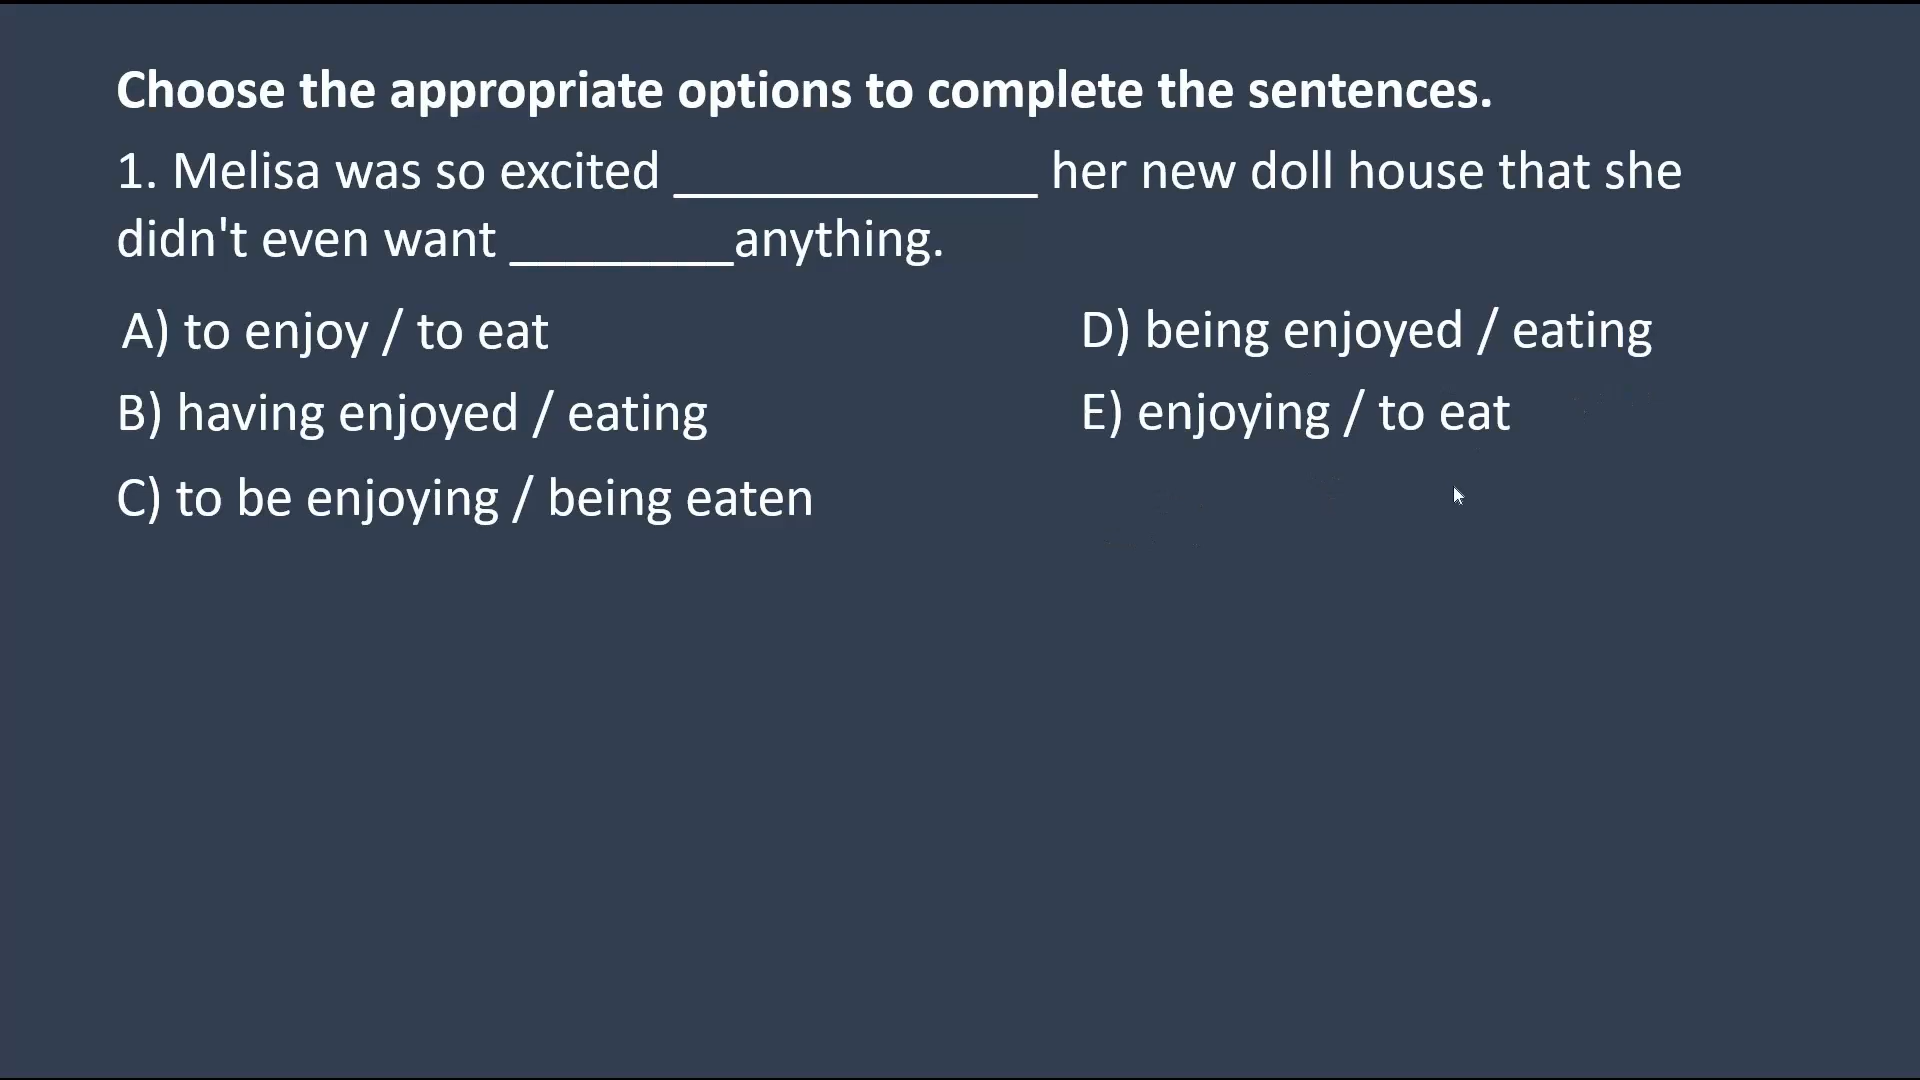 Choose the appropriate options to complete the sentences.
1. Melisa was so excited _____________ her new doll house that she
didn't even want ________anything.
A) to enjoy / to eat
B) having enjoyed / eating
C) to be enjoying / being eaten
D) being enjoyed / eating
E) enjoying / to eat